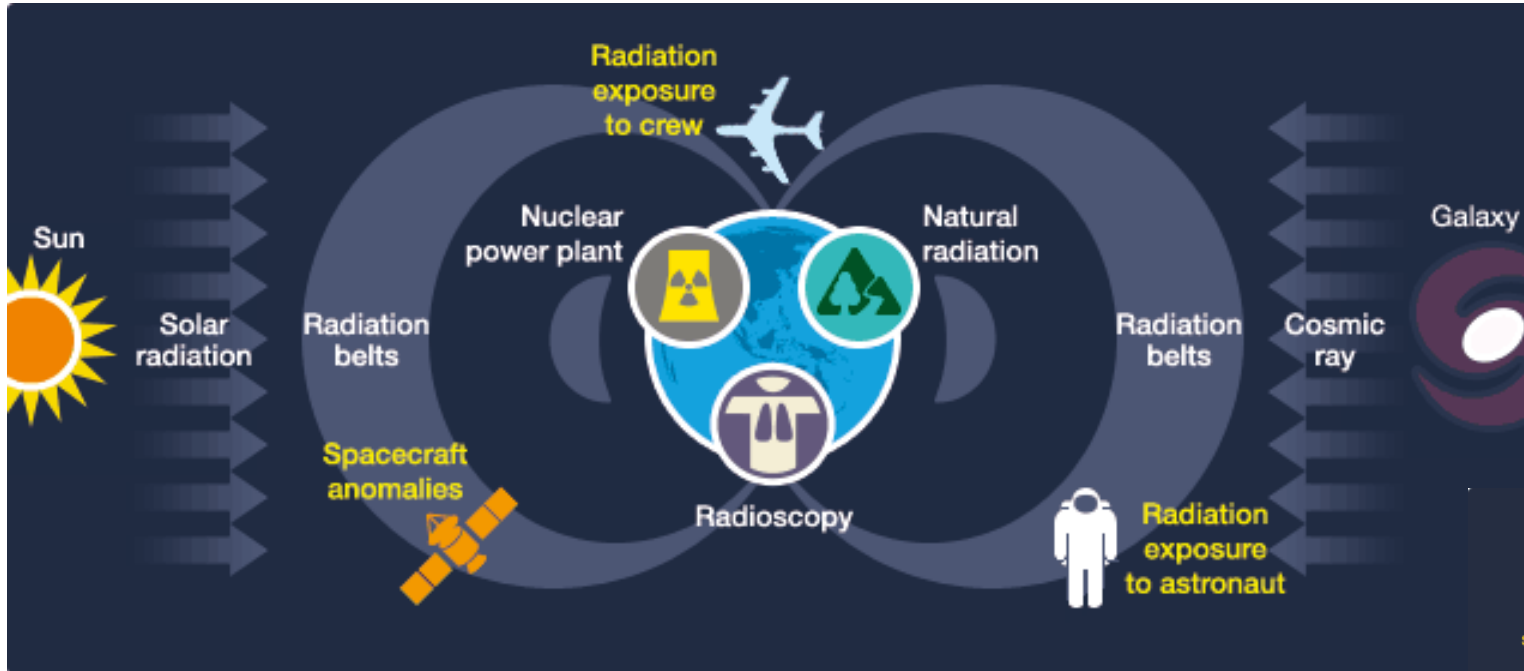 Radiation
exposure
to crew
Nuclear
power plant
Natural
radiation
Sun
Galaxy
Solar
radiation
Radiation
belts
Radiation
belts
Cosmic
ray
Spacecraft
anomalies
Radioscopy
Radiation
exposure
to astronaut